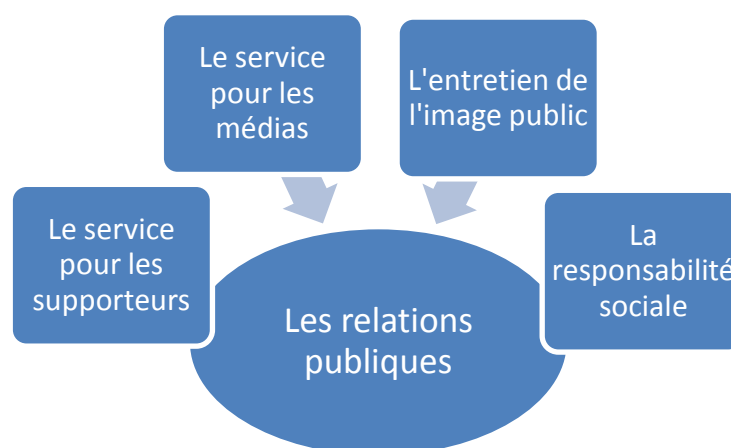 Le service
pour les
médias
L'entretien de
l'image public
Le service
pour les
supporteurs
La
responsabilité
sociale
Les relations
publiques